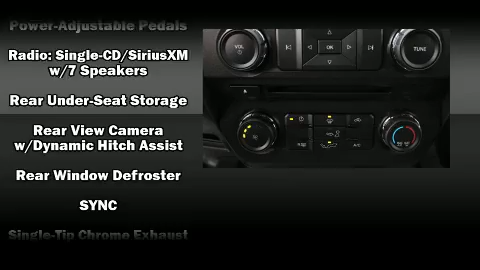 Power-Adjustable Pedals
Radio: Single-CD/SiriusXM
w/7 Speakers
Rear Under-Seat Storage
Rear View Camera
w/Dynamic Hitch Assist
Rear Window Defroster
SYNC
Single-Tip Chrome Exhaust
VOL
OK
TUNE
A/C